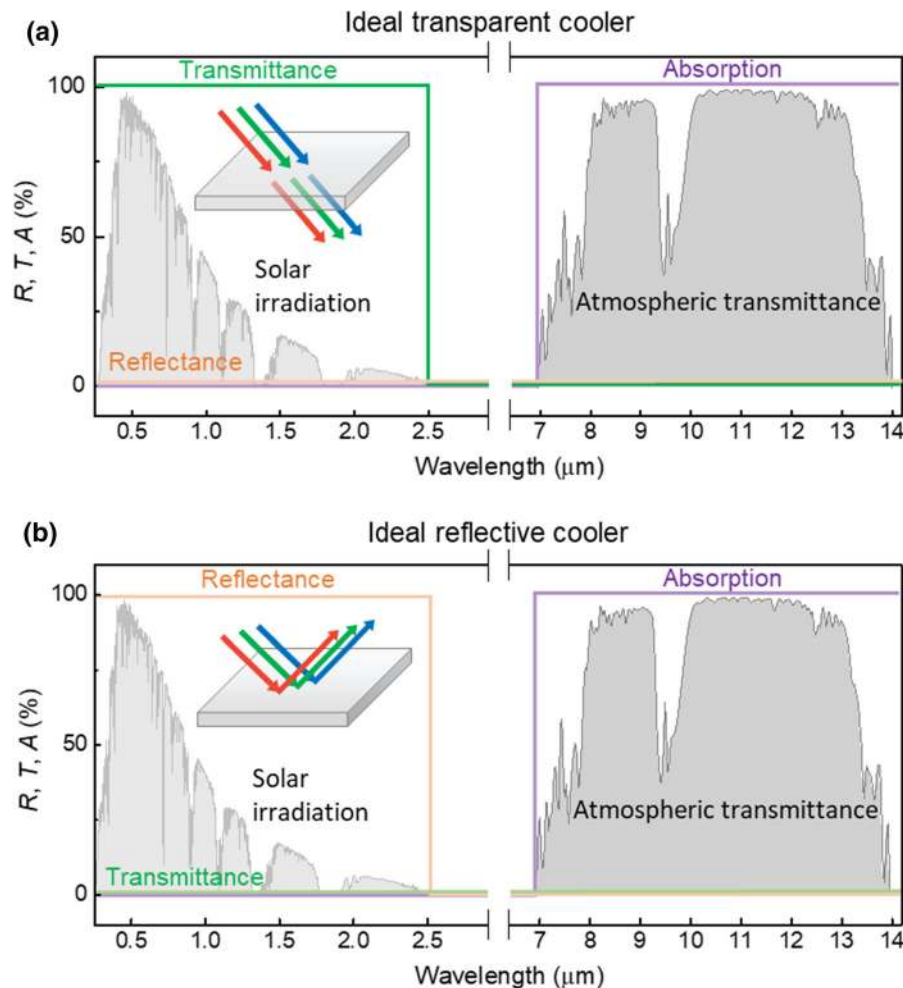 (a)
Ideal transparent cooler
Transmittance
Absorption
100
50
0
R, T, A (%)
Solar
irradiation
Atmospheric transmittance
Reflectance
0.5 1.0 1.5 2.0 2.5 7 8 9 10 11 12 13 14
Wavelength (μm)
(b)
Ideal reflective cooler
Reflectance
Absorption
100
50
0
R, T, A (%)
Solar
irradiation
Atmospheric transmittance
Transmittance
0.5 1.0 1.5 2.0 2.5 7 8 9 10 11 12 13 14
Wavelength (μm)